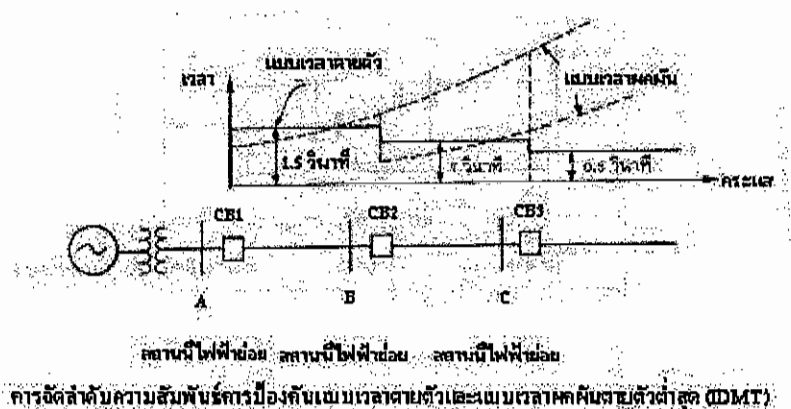 เวลา
แบบเวลาตายตัว
แบบเวลาผกผัน
1.5 วินาที
1 วินาที
0.5 วินาที
กระแส
CB1
CB2
CB3
A
B
C
สถานนีไฟฟ้าย่อย สถานนีไฟฟ้าย่อย สถานนีไฟฟ้าย่อย
การจัดลำดับความสัมพันธ์การป้องกันแบบเวลาตายตัวและแบบเวลาผกผันตายตัวต่ำสุด (IDMT)